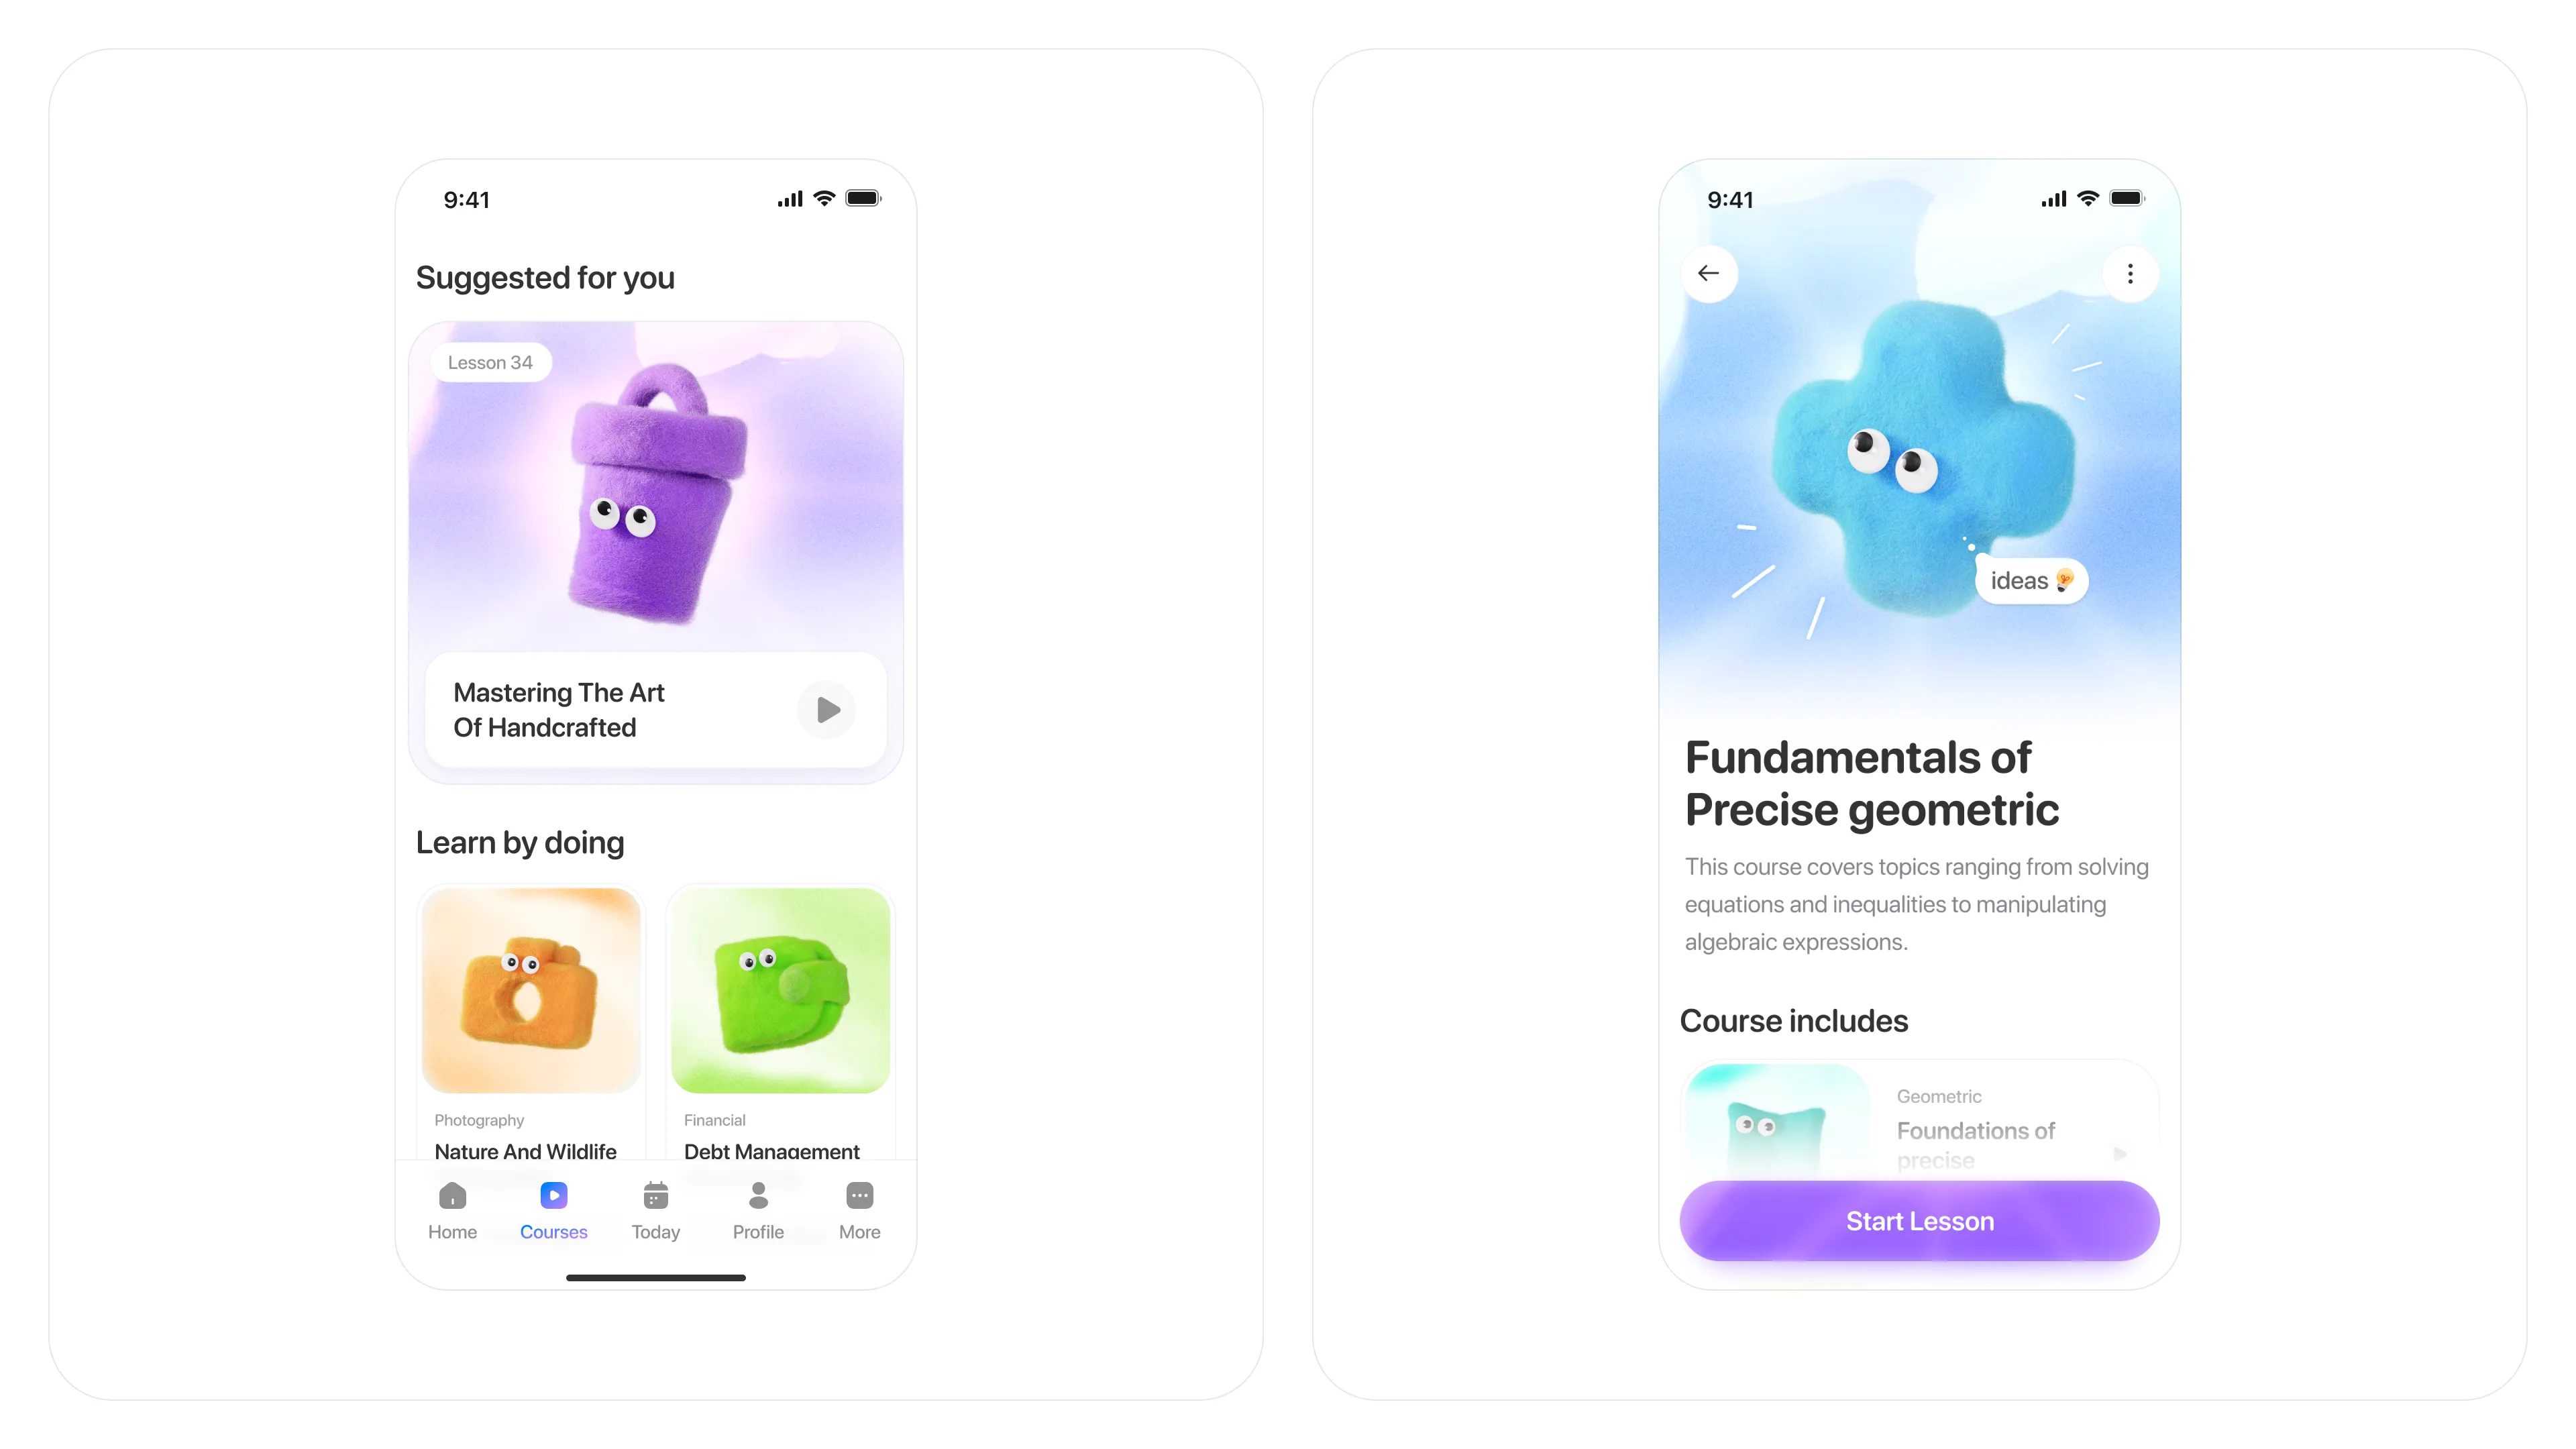 9:41
Suggested for you
Lesson 34
Mastering The Art
Of Handcrafted
Learn by doing
Photography
Nature And Wildlife
Financial
Debt Management
Home
Courses
Today
Profile
More
9:41
ideas
Fundamentals of
Precise geometric
This course covers topics ranging from solving
equations and inequalities to manipulating
algebraic expressions.
Course includes
Geometric
Foundations of
precise
Start Lesson